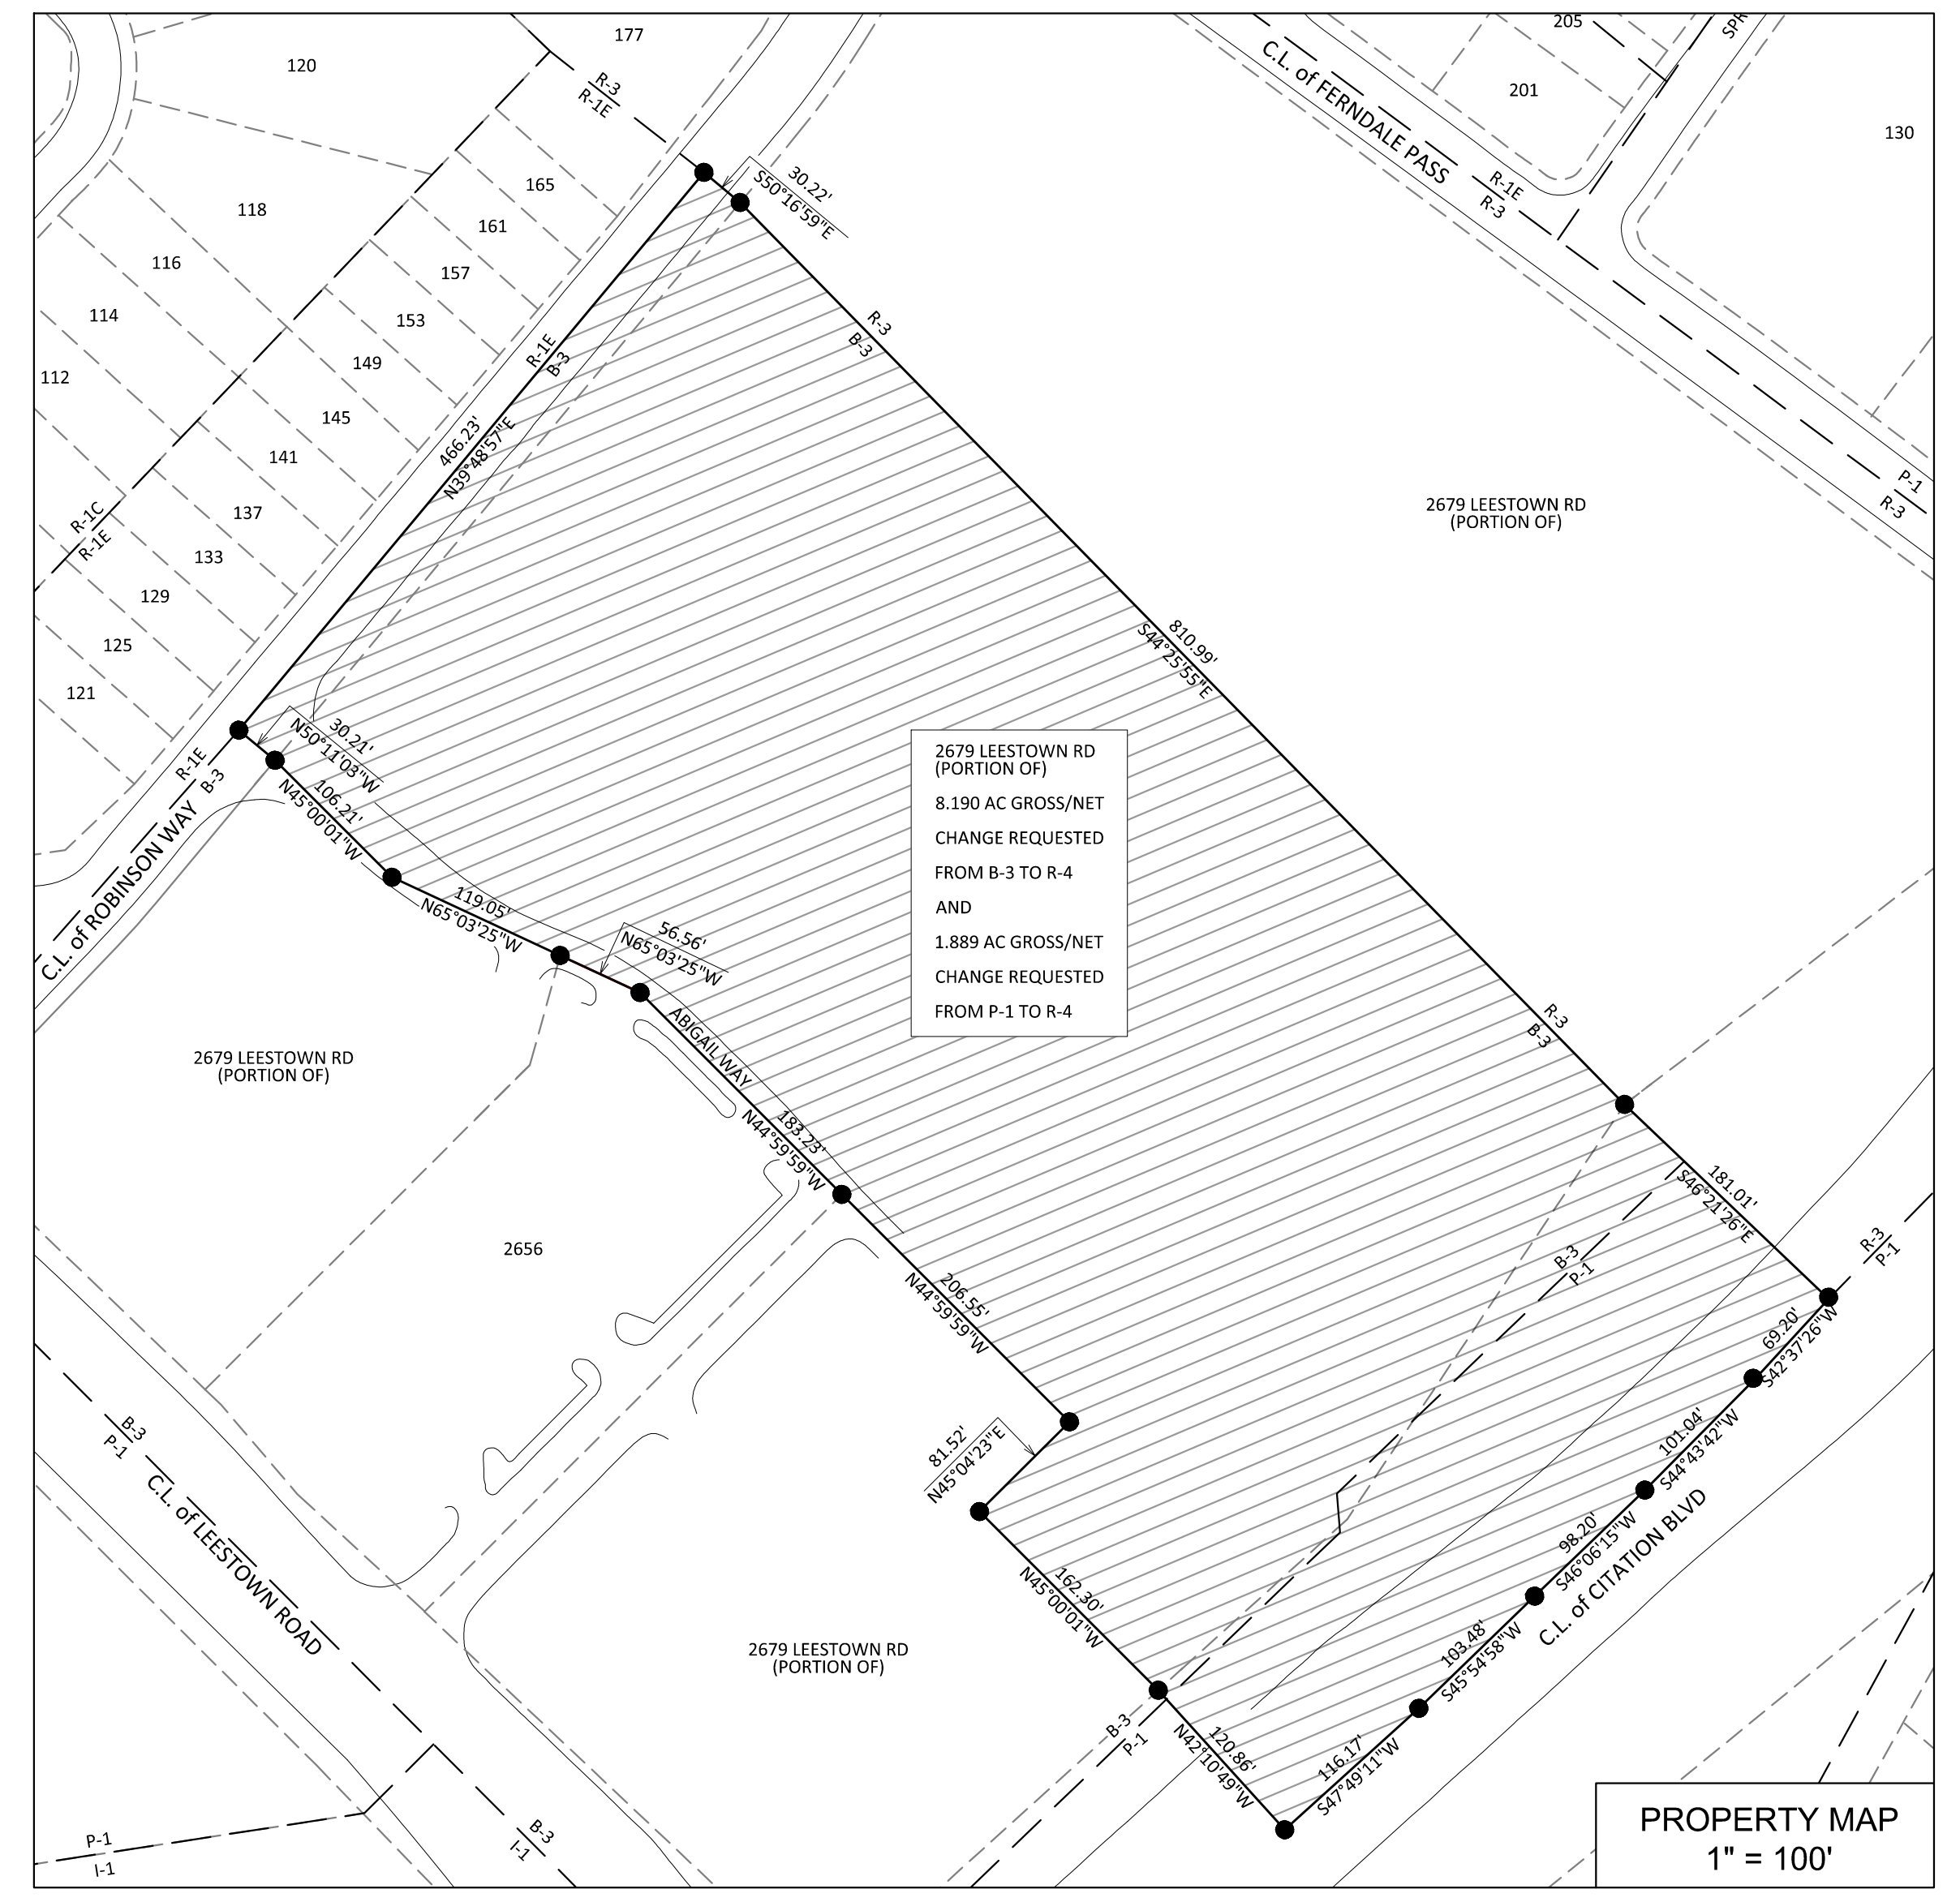 177
120
R-3
R-1E
165
118
161
116
157
114
153
149
112
145
141
137
R-1C
R-1E
133
129
125
121
205
201
130
C.L. of FERNDALE PASS
R-1E
R-3
P-1
R-3
30.22'
S50°16'59"E
R-3
B-3
R-1E
B-3
466.23'
N39°48'57"E
2679 LEESTOWN RD
(PORTION OF)
810.99'
S44°25'55"E
30.21'
N50°11'03"W
R-1E
B-3
C.L. of ROBINSON WAY
106.21'
N45°00'01"W
119.05'
N65°03'25"W
56.56'
N65°03'25"W
2679 LEESTOWN RD
(PORTION OF)
8.190 AC GROSS/NET
CHANGE REQUESTED
FROM B-3 TO R-4
AND
1.889 AC GROSS/NET
CHANGE REQUESTED
FROM P-1 TO R-4
R-3
B-3
ABIGAIL WAY
183.23'
N44°59'59"W
2679 LEESTOWN RD
(PORTION OF)
2656
181.01'
S46°21'26"E
R-3
P-1
B-3
P-1
206.55'
N44°59'59"W
69.20'
S42°37'26"W
81.52'
N45°04'23"E
101.04'
S44°43'42"W
98.20'
S46°06'15"W
C.L. of CITATION BLVD
103.48'
S45°54'58"W
162.30'
N45°00'01"W
B-3
P-1
120.86'
N42°10'49"W
116.17'
S47°49'11"W
B-3
P-1
C.L. of LEESTOWN ROAD
2679 LEESTOWN RD
(PORTION OF)
P-1
I-1
B-3
I-1
PROPERTY MAP
1" = 100'